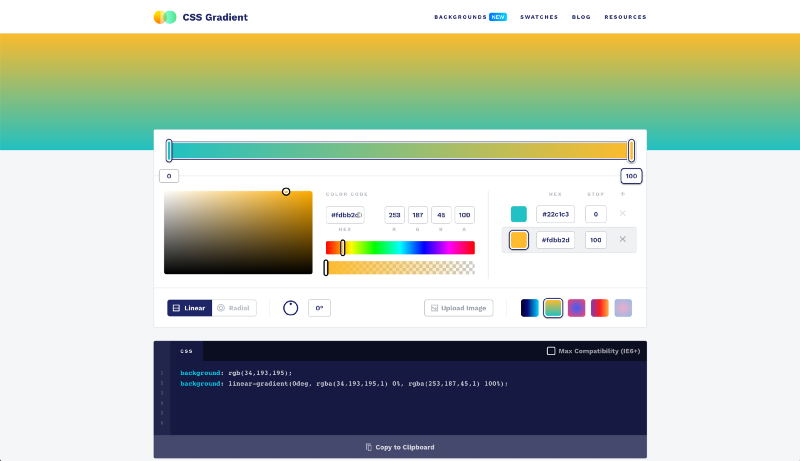 CSS Gradient
BACKGROUNDS NEW SWATCHES BLOG RESOURCES
0 100
COLOR CODE
HEX STOP
#fdbb2d 253 187 45 100
HEX R G B A
#22c1c3 0
#fdbb2d 100
Linear Radial 0° Upload Image
css Max Compatibility (IE6+)
1 background: rgb(34,193,195);
2 background: linear-gradient(0deg, rgba(34,193,195,1) 0%, rgba(253,187,45,1) 100%);
3
4
5
6
Copy to Clipboard